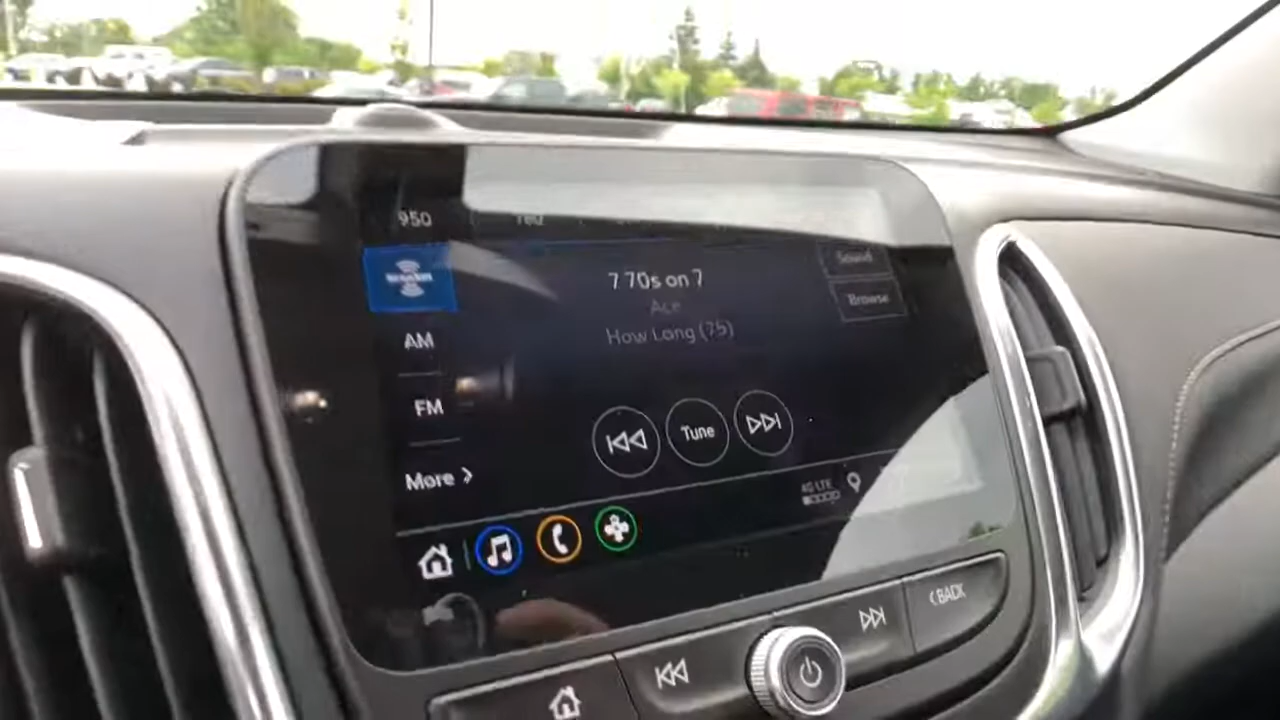 950
7 70s on 7
Sound
Ace
Browse
How Long (75)
AM
FM
Tune
More >
4G LTE
< BACK